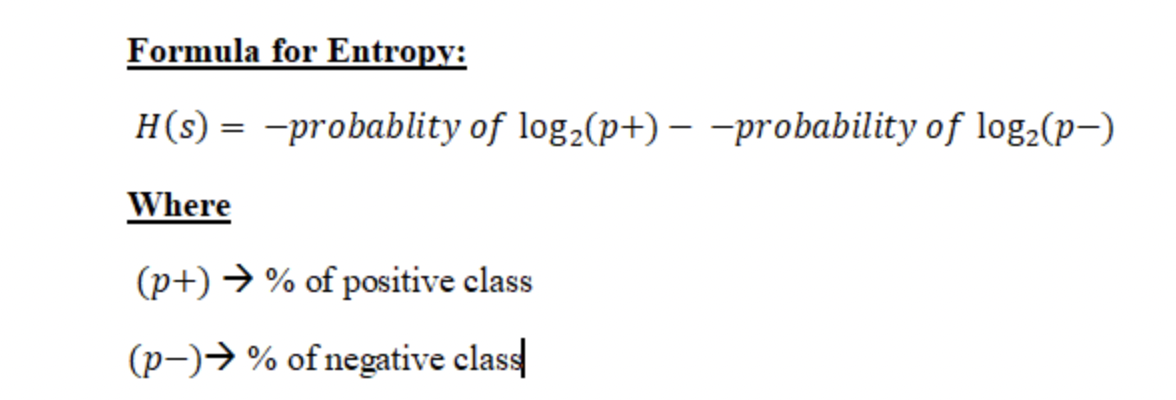 Formula for Entropy:
H(s) = −probablity of log₂(p+) − −probability of log₂(p−)
Where
(p+) → % of positive class
(p−)→ % of negative class